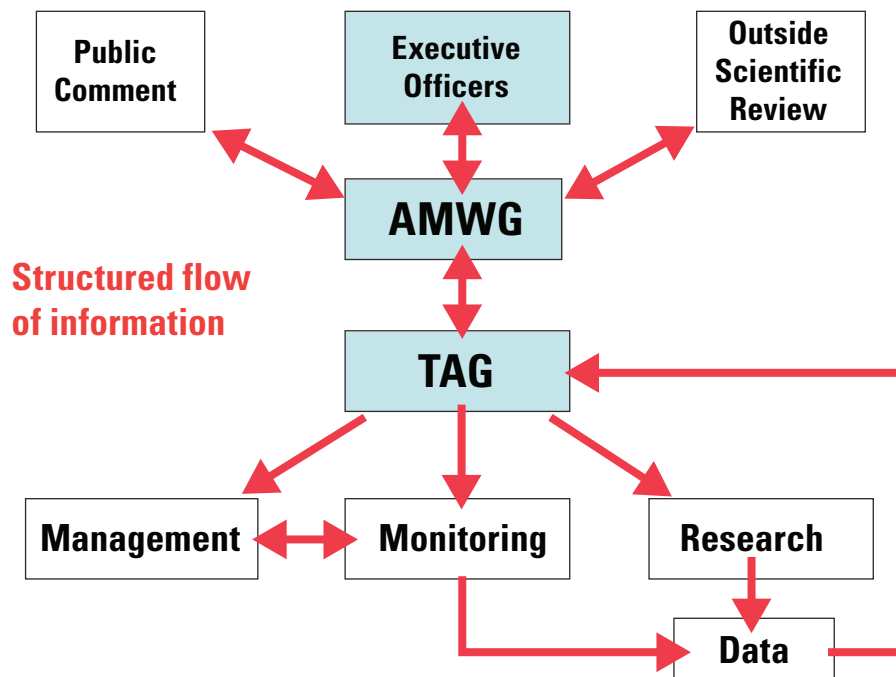 Public
Comment
Executive
Officers
Outside
Scientific
Review
AMWG
Structured flow
of information
TAG
Management
Monitoring
Research
Data